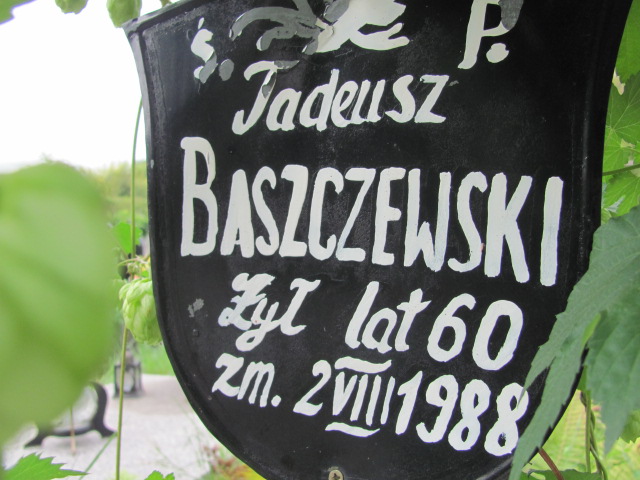 Ś. P.
Tadeusz
BASZCZEWSKI
Żył lat 60
zm. 2 VIII 1988